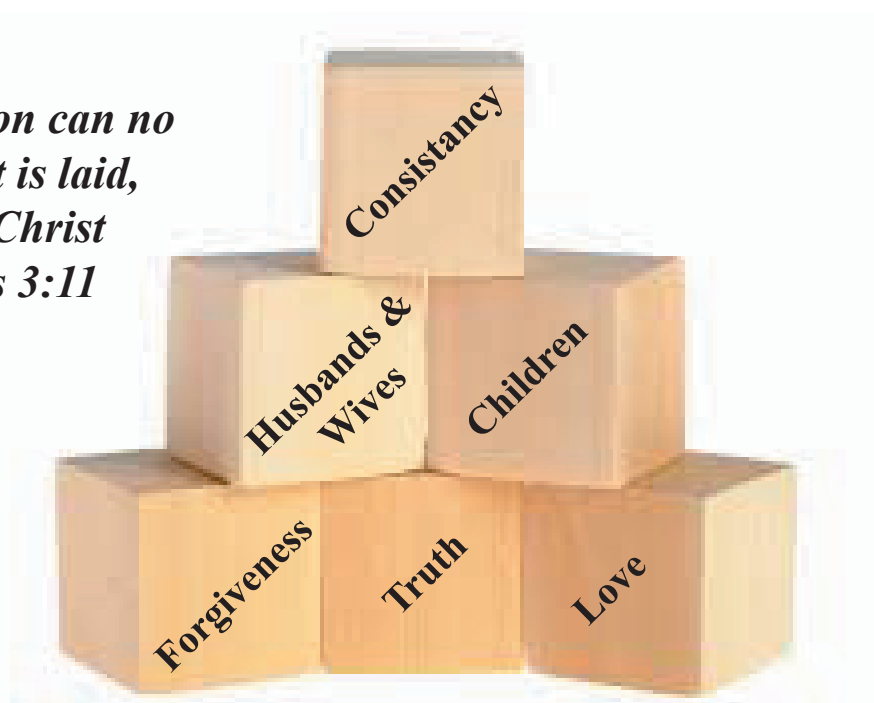 on can no
t is laid,
Christ
s 3:11
Consistancy
Husbands &
Wives
Children
Forgiveness
Truth
Love